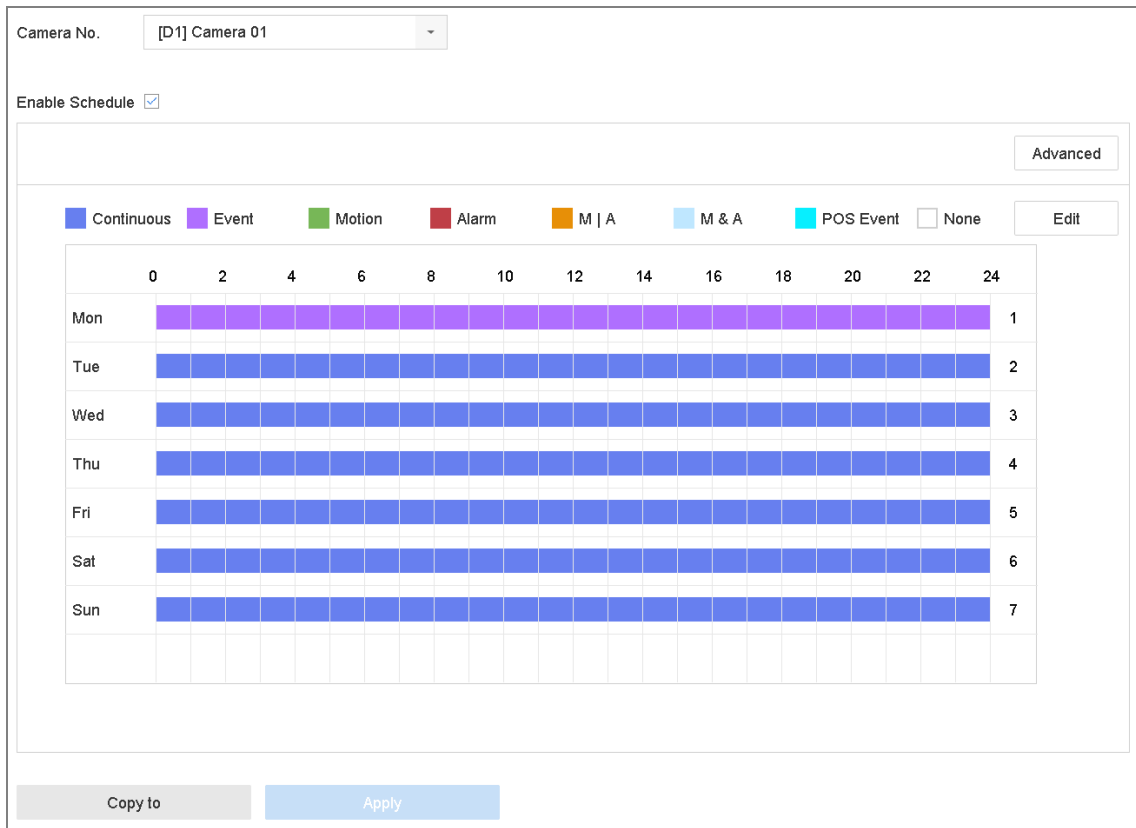 Camera No. [D1] Camera 01
Enable Schedule
Advanced
Continuous Event Motion Alarm M | A M & A POS Event None Edit
0 2 4 6 8 10 12 14 16 18 20 22 24
Mon 1
Tue 2
Wed 3
Thu 4
Fri 5
Sat 6
Sun 7
Copy to Apply